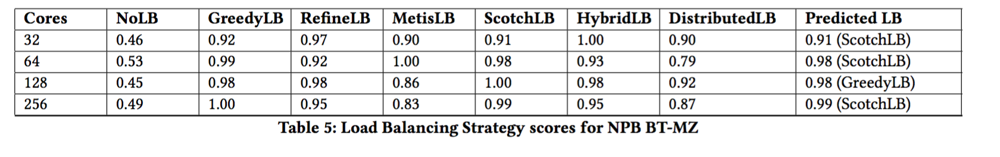 Cores NoLB GreedyLB RefineLB MetisLB ScotchLB HybridLB DistributedLB Predicted LB
32 0.46 0.92 0.97 0.90 0.91 1.00 0.90 0.91 (ScotchLB)
64 0.53 0.99 0.92 1.00 0.98 0.93 0.79 0.98 (ScotchLB)
128 0.45 0.98 0.98 0.86 1.00 0.98 0.92 0.98 (GreedyLB)
256 0.49 1.00 0.95 0.83 0.99 0.95 0.87 0.99 (ScotchLB)
Table 5: Load Balancing Strategy scores for NPB BT-MZ